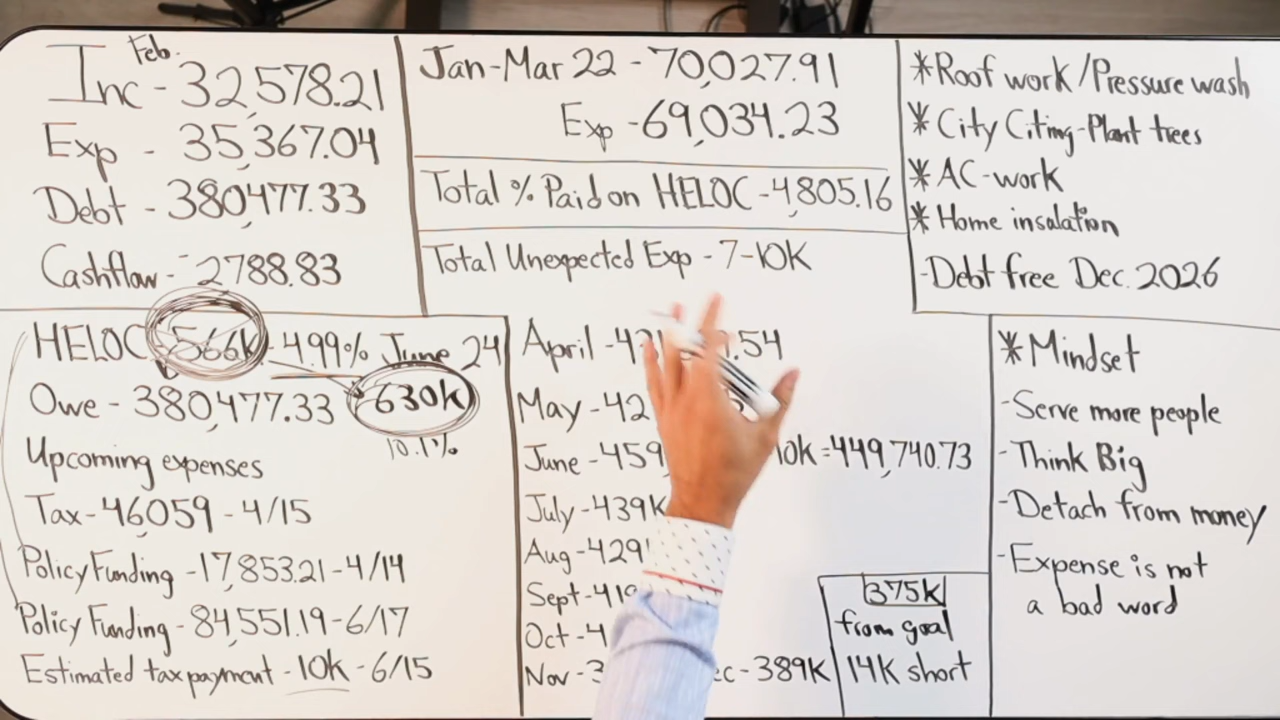 Feb.
Inc - 32,578.21
Exp - 35,367.04
Debt - 380,477.33
Cashflow - -2788.83
Jan-Mar 22 - 70,027.91
Exp - 69,034.23
Total % Paid on HELOC - 4,805.16
Total Unexpected Exp - 7-10K
*Roof work/Pressure wash
*City Citing-Plant trees
*AC-work
*Home insalation
-Debt free Dec. 2026
HELOC - 566K - 4.99% June 24
630K
10.1%
Owe - 380,477.33
Upcoming expenses
Tax - 46,059 - 4/15
Policy Funding - 17,853.21 - 4/14
Policy Funding - 84,551.19 - 6/17
Estimated tax payment - 10K - 6/15
April
May
June 10K = 449,740.73
July - 439K
Aug
Sept
Oct
Nov
- 389K
375K
from goal
14K short
*Mindset
-Serve more people
-Think Big
-Detach from money
-Expense is not
a bad word